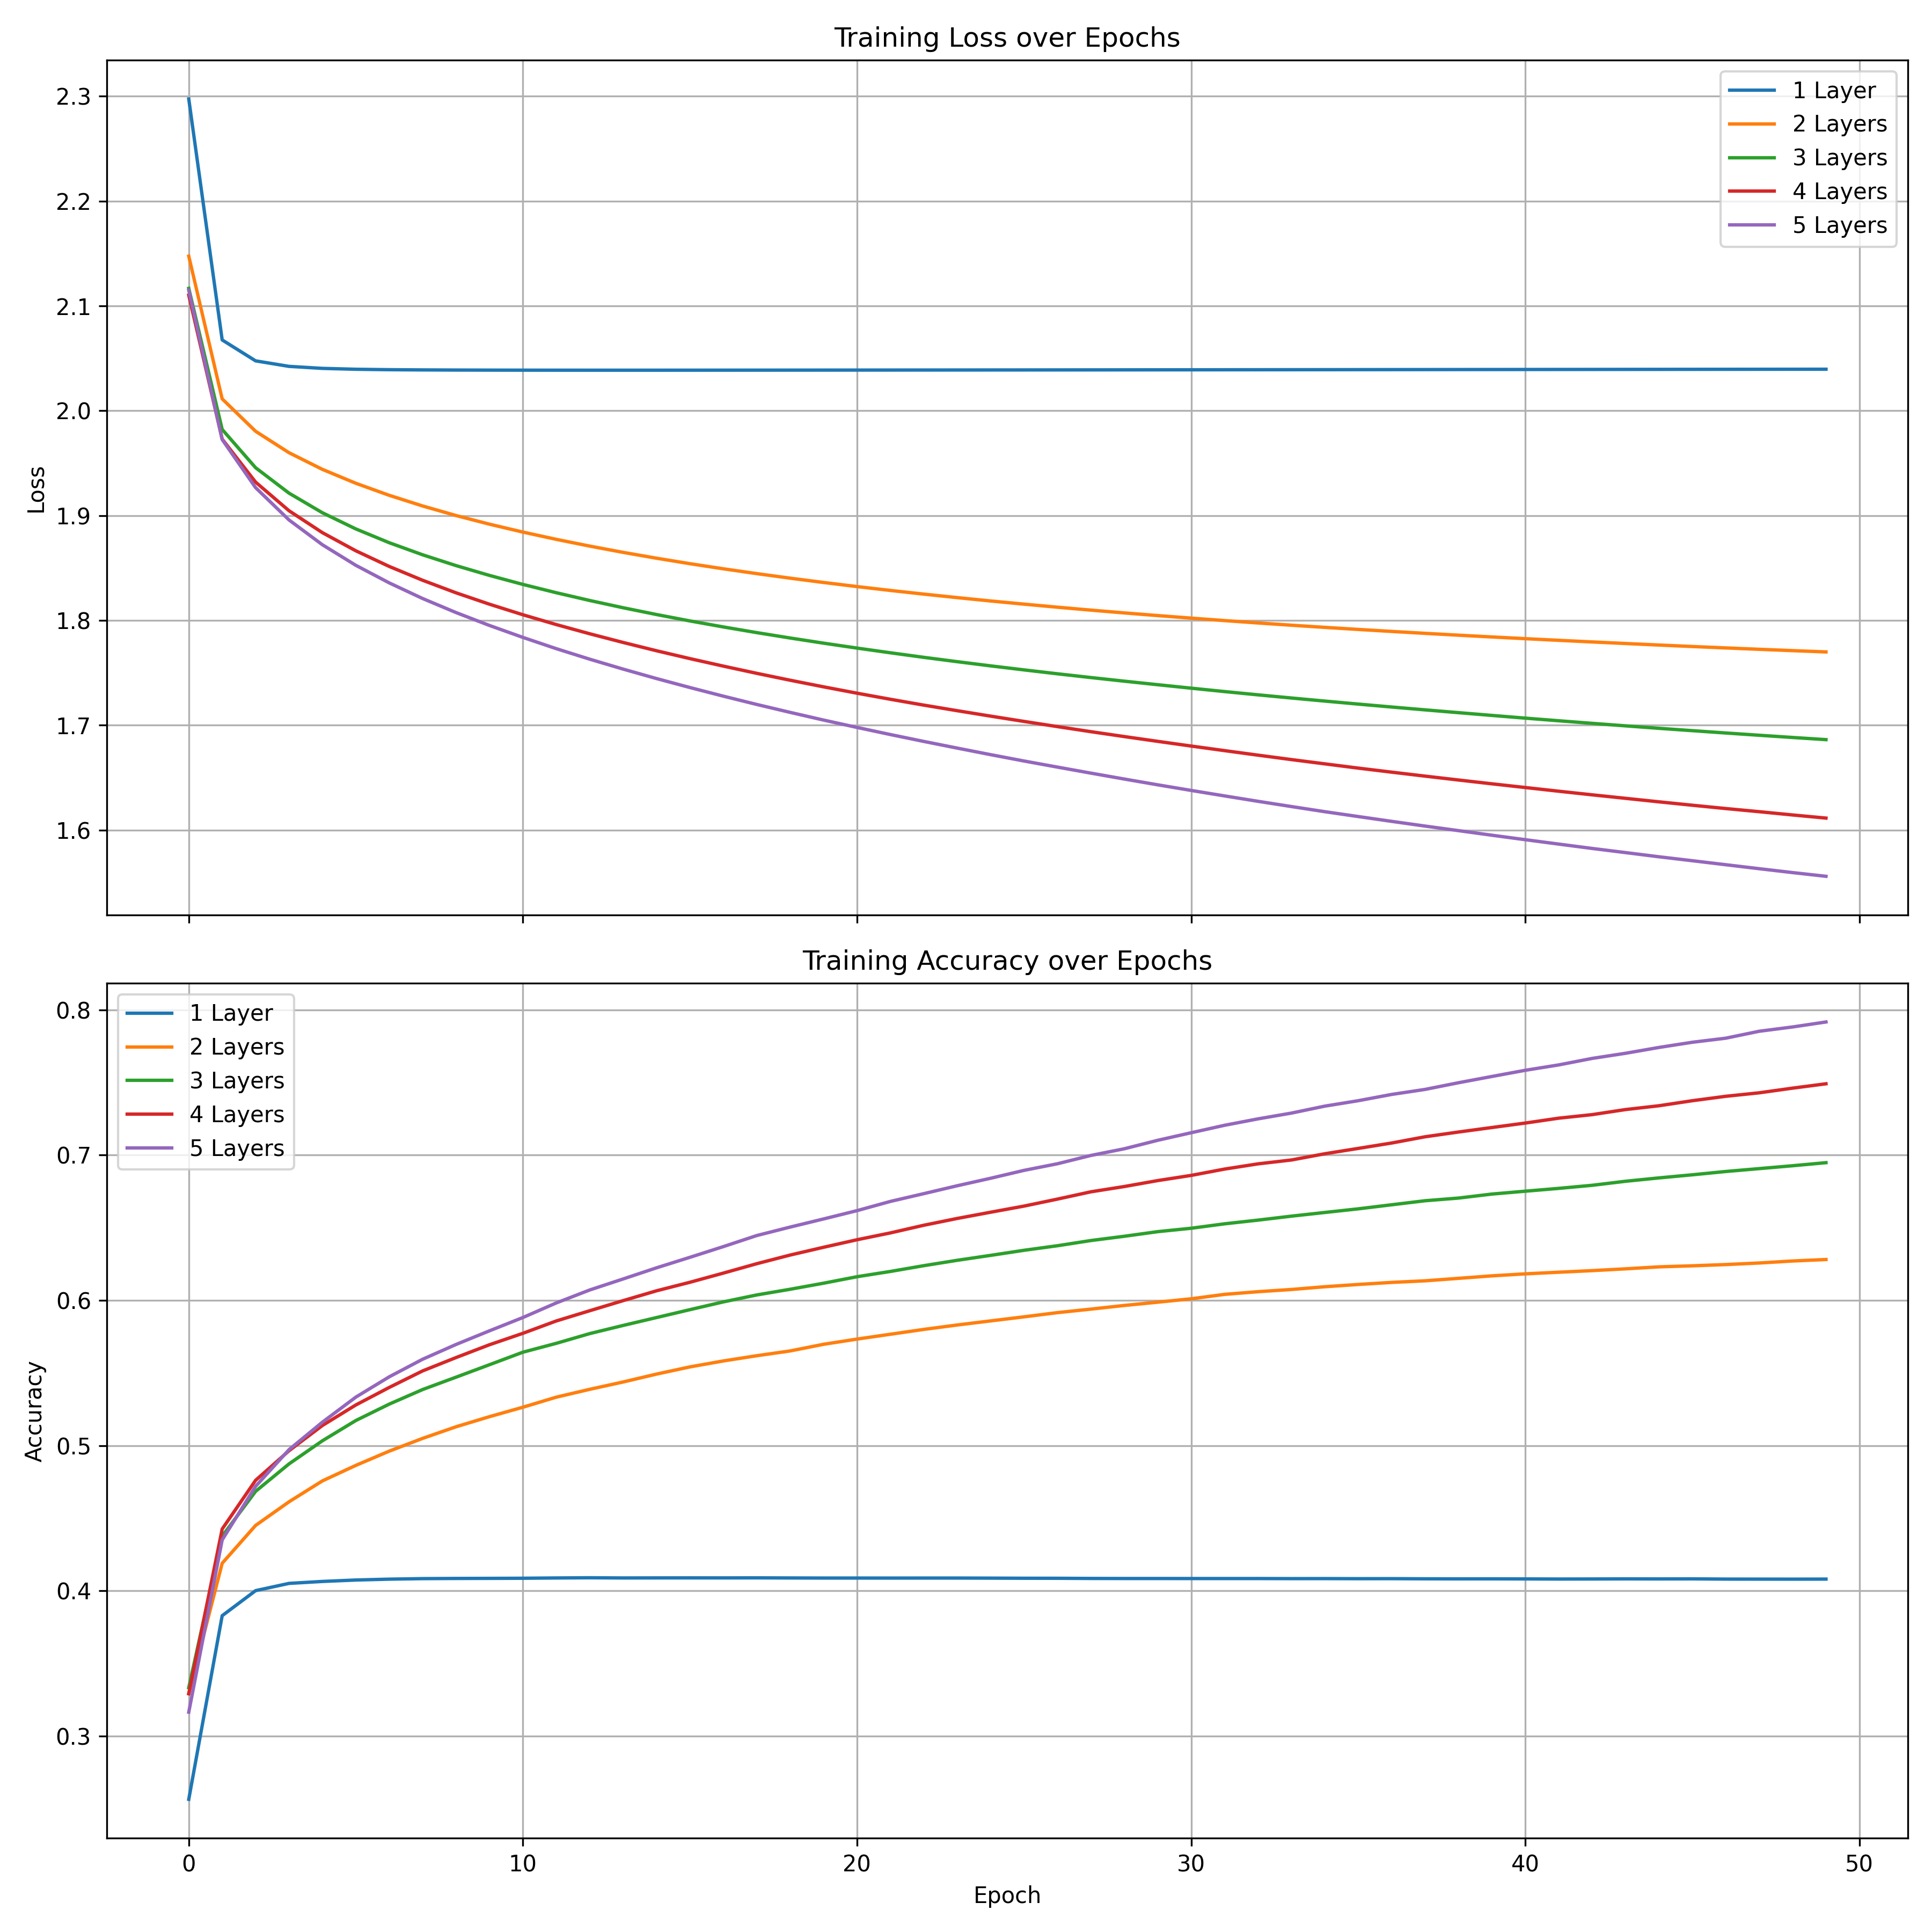 Training Loss over Epochs
2.3
2.2
2.1
2.0
1.9
1.8
1.7
1.6
Loss
1 Layer
2 Layers
3 Layers
4 Layers
5 Layers
Training Accuracy over Epochs
0.8
0.7
0.6
0.5
0.4
0.3
Accuracy
1 Layer
2 Layers
3 Layers
4 Layers
5 Layers
0 10 20 30 40 50
Epoch